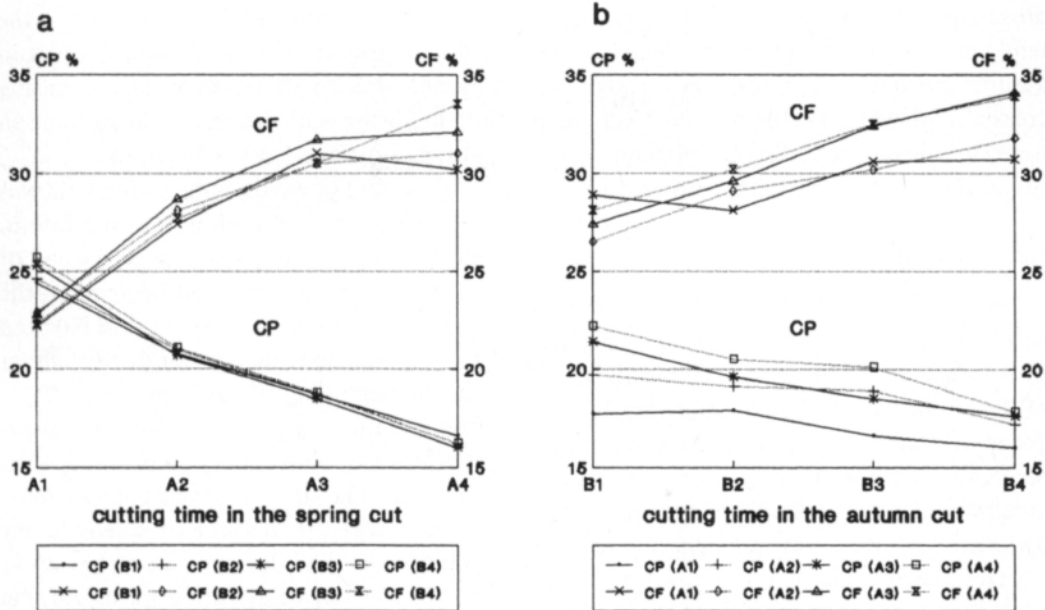 a
CP %
CF %
35
35
CF
30
30
25
25
CP
20
20
15
15
A1
A2
A3
A4
cutting time in the spring cut
CP (B1)
CP (B2)
CP (B3)
CP (B4)
CF (B1)
CF (B2)
CF (B3)
CF (B4)
b
CP %
CF %
35
35
CF
30
30
25
25
CP
20
20
15
15
B1
B2
B3
B4
cutting time in the autumn cut
CP (A1)
CP (A2)
CP (A3)
CP (A4)
CF (A1)
CF (A2)
CF (A3)
CF (A4)